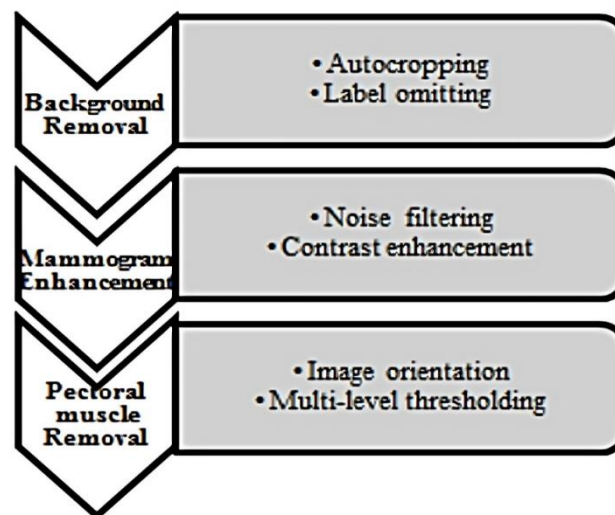 Background
Removal
• Autocropping
• Label omitting
Mammogram
Enhancement
• Noise filtering
• Contrast enhancement
Pectoral
muscle
Removal
• Image orientation
• Multi-level thresholding